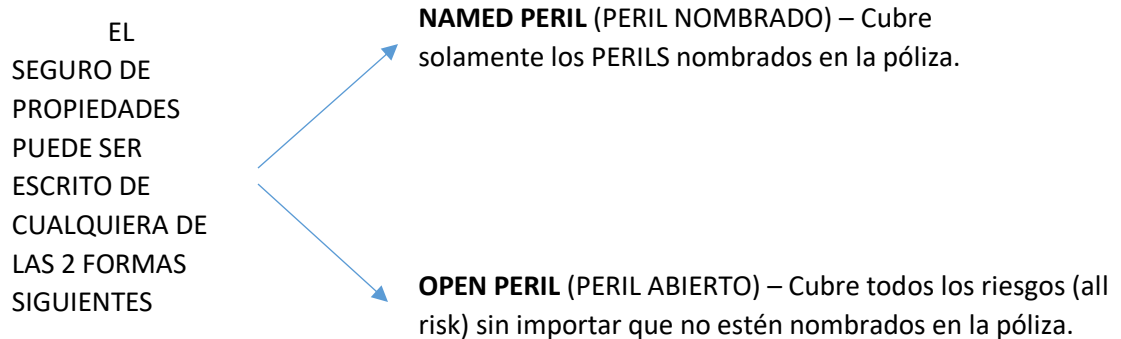 EL
SEGURO DE
PROPIEDADES
PUEDE SER
ESCRITO DE
CUALQUIERA DE
LAS 2 FORMAS
SIGUIENTES
NAMED PERIL (PERIL NOMBRADO) – Cubre
solamente los PERILS nombrados en la póliza.
OPEN PERIL (PERIL ABIERTO) – Cubre todos los riesgos (all
risk) sin importar que no estén nombrados en la póliza.